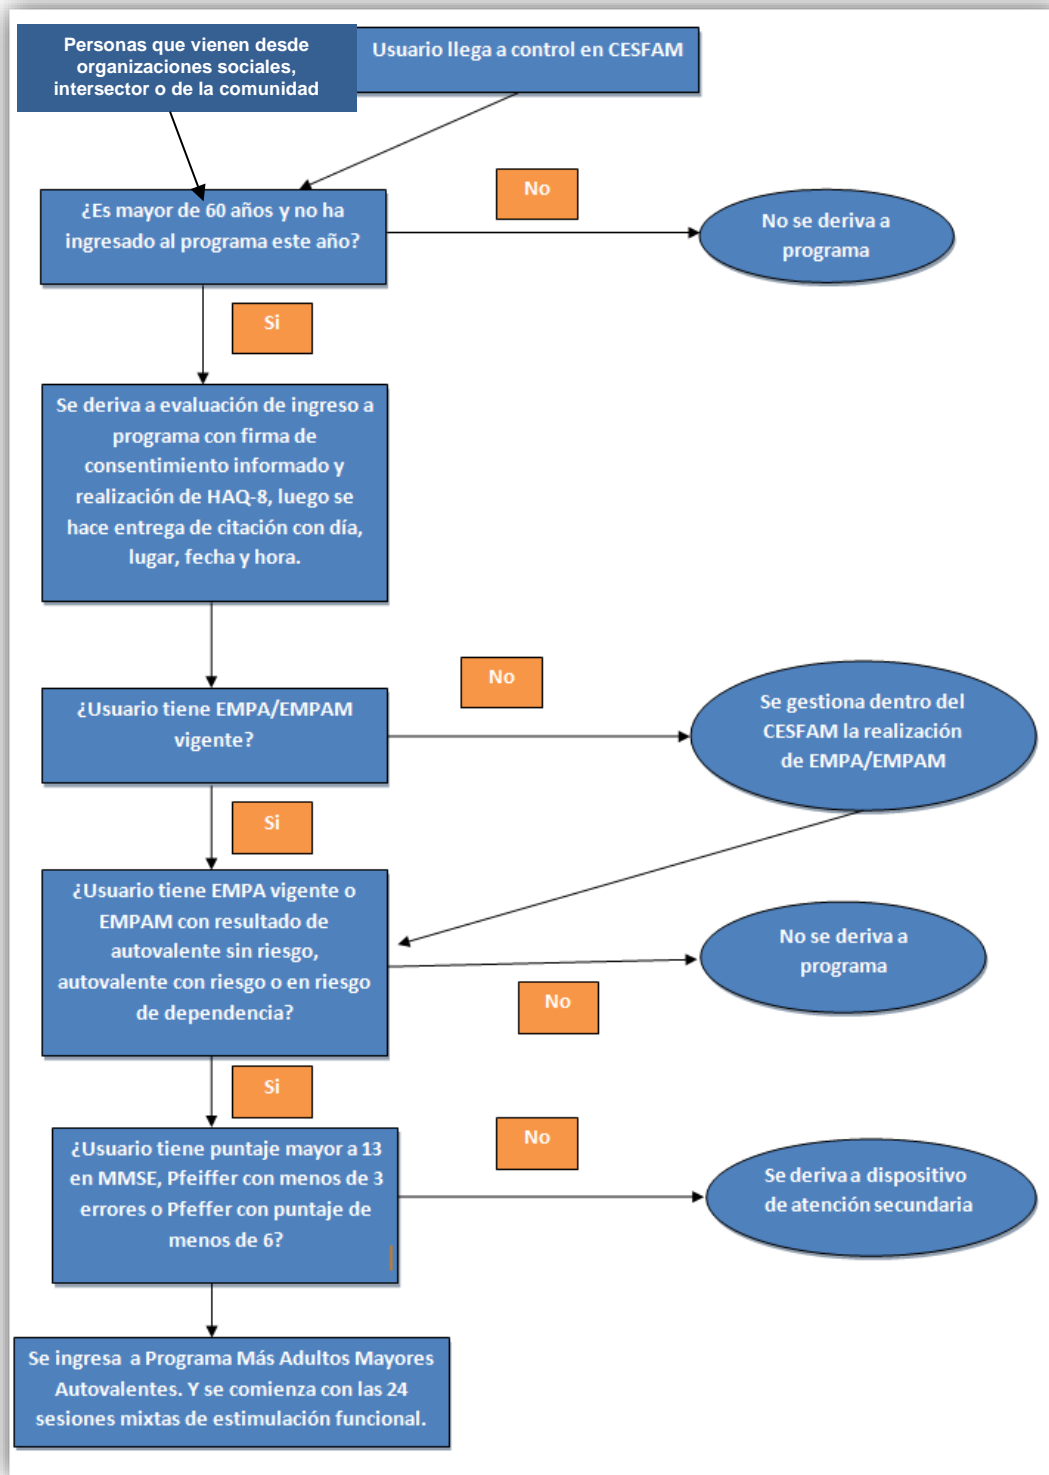 Personas que vienen desde
organizaciones sociales,
intersector o de la comunidad
Usuario llega a control en CESFAM
¿Es mayor de 60 años y no ha
ingresado al programa este año?
No
No se deriva a
programa
Si
Se deriva a evaluación de ingreso a
programa con firma de
consentimiento informado y
realización de HAQ-8, luego se
hace entrega de citación con día,
lugar, fecha y hora.
¿Usuario tiene EMPA/EMPAM
vigente?
No
Se gestiona dentro del
CESFAM la realización
de EMPA/EMPAM
Si
¿Usuario tiene EMPA vigente o
EMPAM con resultado de
autovalente sin riesgo,
autovalente con riesgo o en riesgo
de dependencia?
No se deriva a
programa
No
Si
¿Usuario tiene puntaje mayor a 13
en MMSE, Pfeiffer con menos de 3
errores o Pfeffer con puntaje de
menos de 6?
No
Se deriva a dispositivo
de atención secundaria
Se ingresa a Programa Más Adultos Mayores
Autovalentes. Y se comienza con las 24
sesiones mixtas de estimulación funcional.